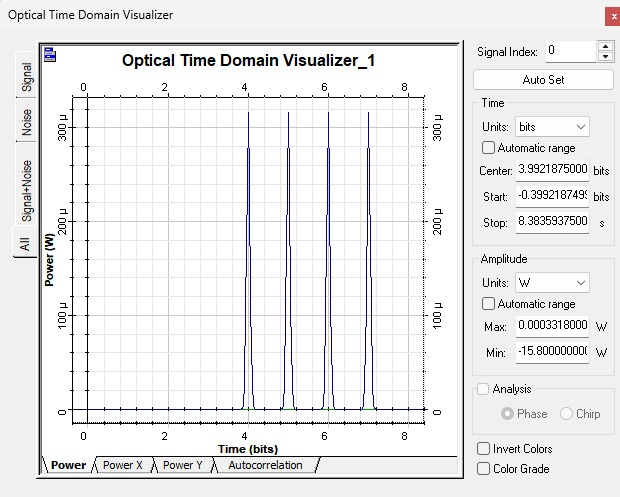 Optical Time Domain Visualizer
x
Signal
Noise
Signal+Noise
All
Optical Time Domain Visualizer_1
0 2 4 6 8
300 µ
200 µ
100 µ
0
Power (W)
300 µ
200 µ
100 µ
0
0 2 4 6 8
Time (bits)
Power Power X Power Y Autocorrelation
Signal Index: 0
Auto Set
Time
Units: bits
Automatic range
Center: 3.9921875000 bits
Start: -0.399218749 bits
Stop: 8.3835937500 s
Amplitude
Units: W
Automatic range
Max: 0.0003318000 W
Min: -15.80000000 W
Analysis
Phase Chirp
Invert Colors
Color Grade